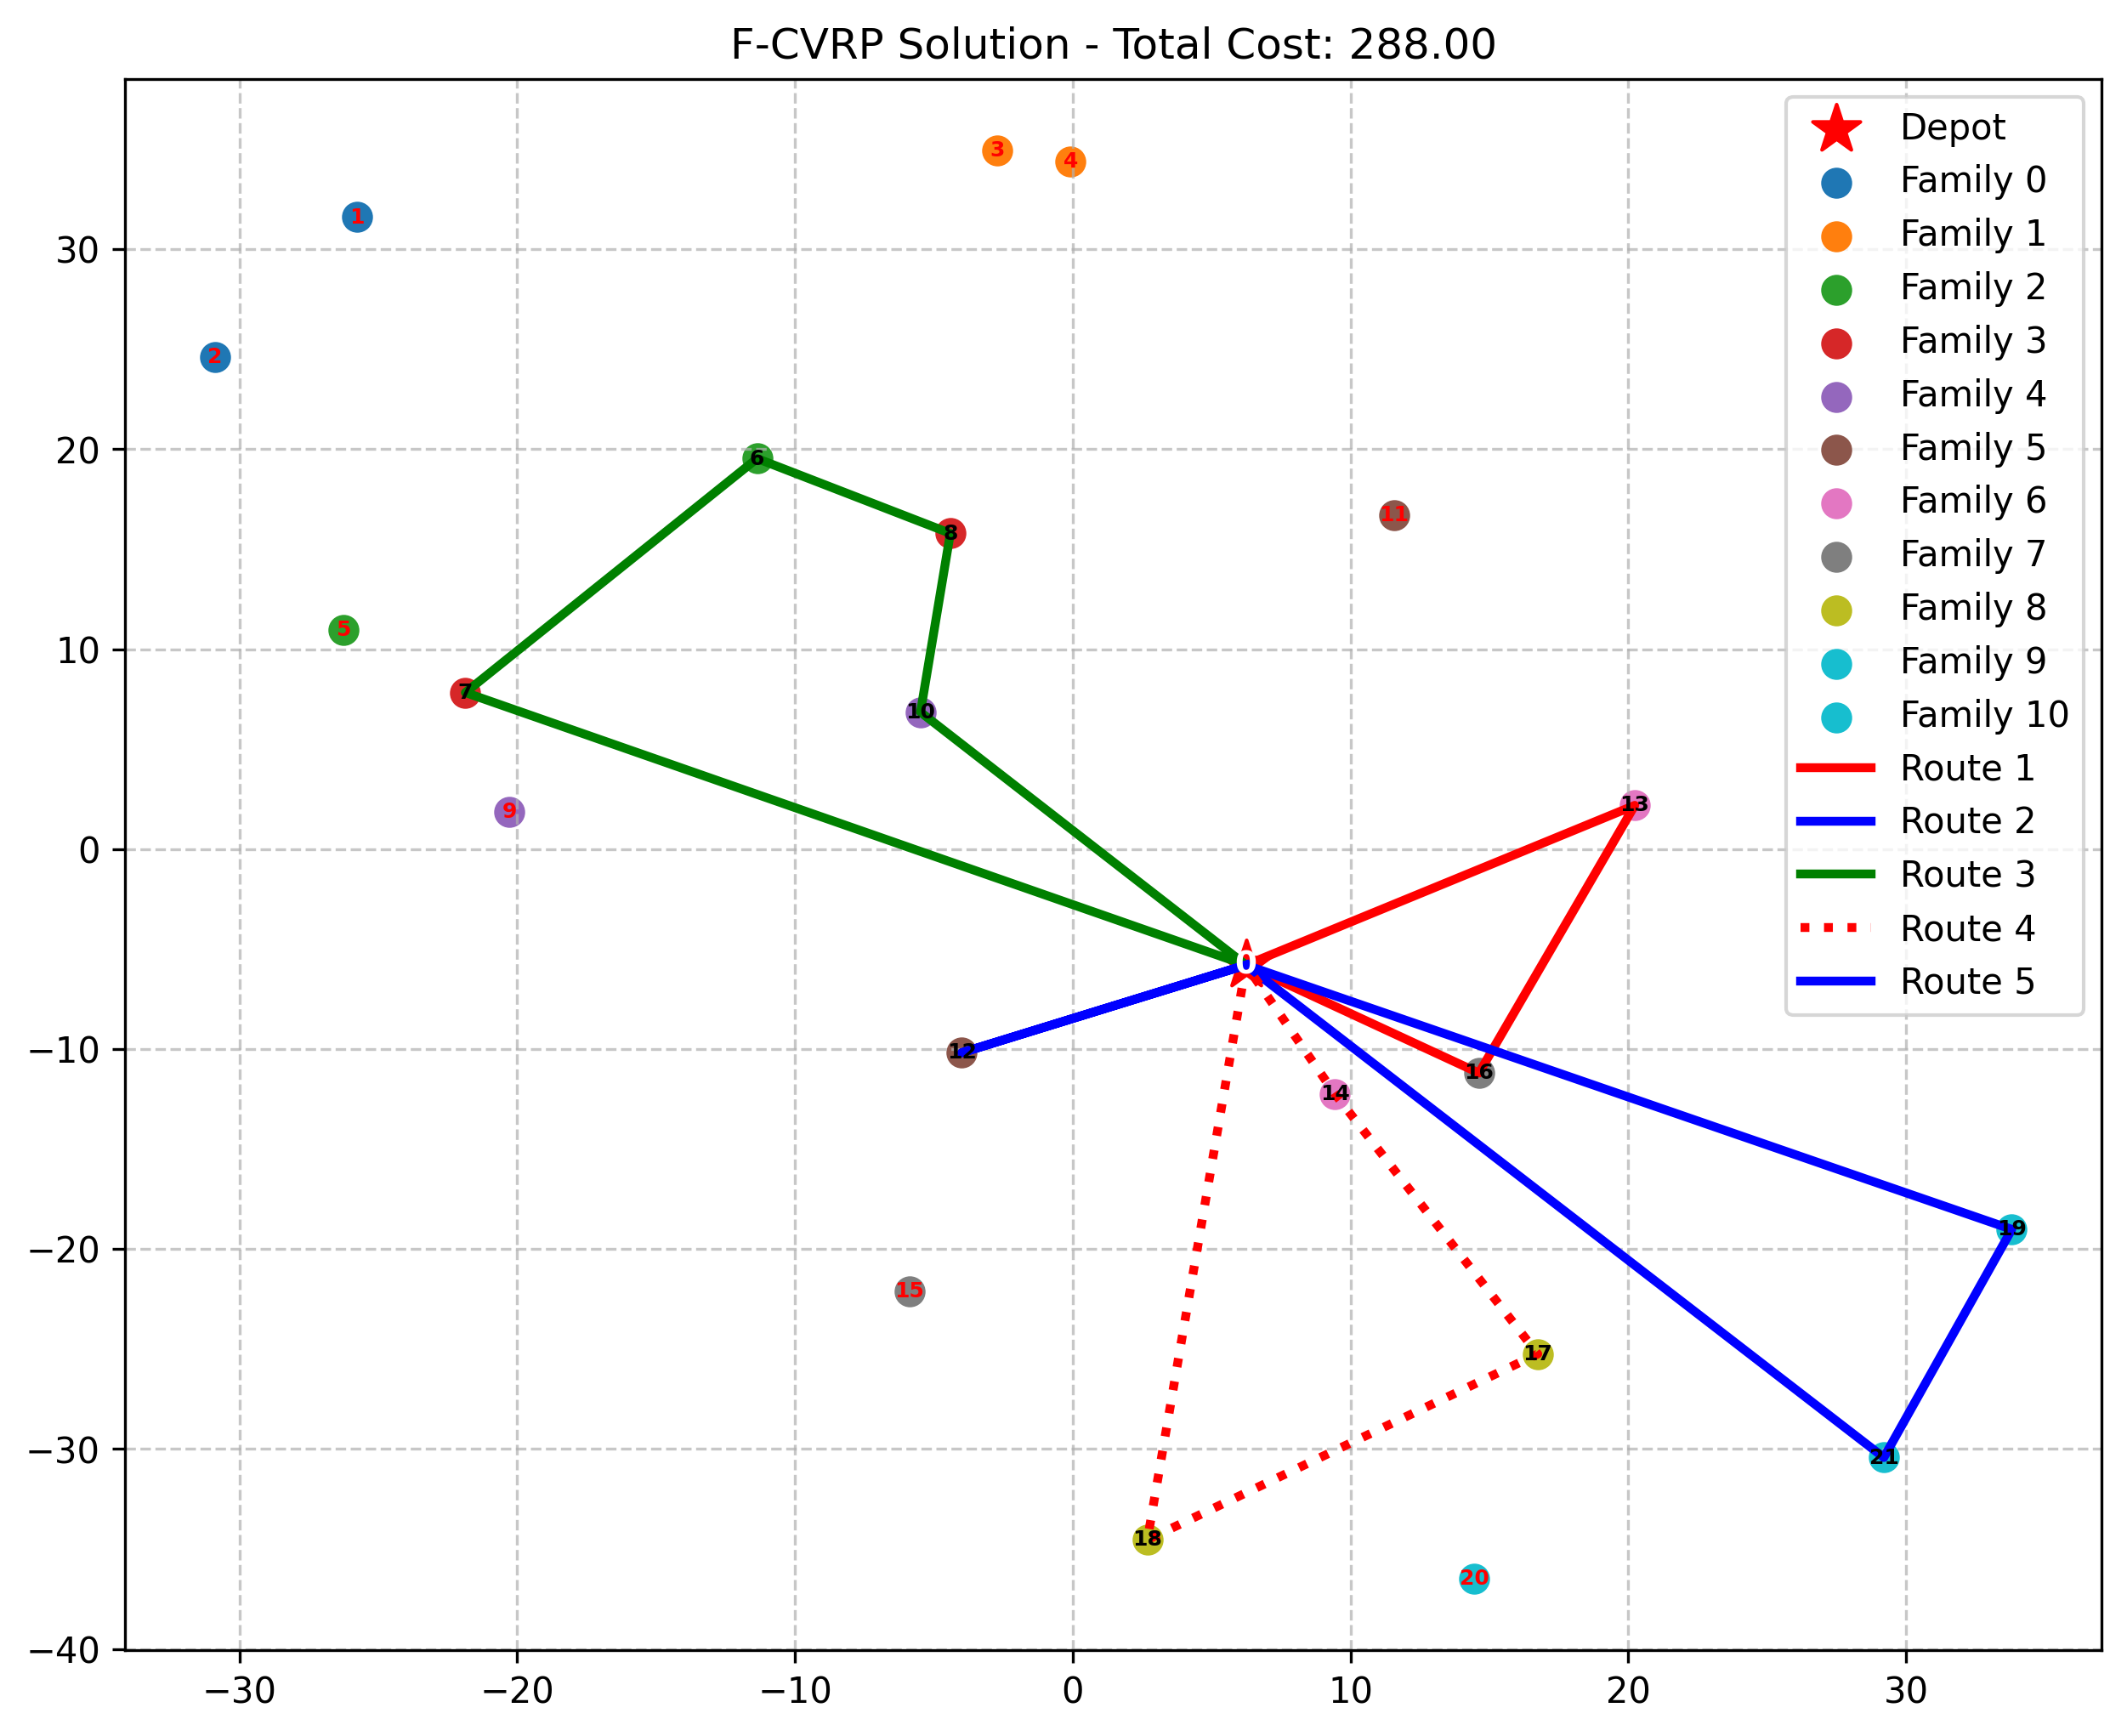 F-CVRP Solution - Total Cost: 288.00
30
20
10
0
−10
−20
−30
−40
−30
−20
−10
0
10
20
30
3
4
1
2
6
8
11
5
7
10
9
13
0
12
16
14
19
15
17
21
18
20
Depot
Family 0
Family 1
Family 2
Family 3
Family 4
Family 5
Family 6
Family 7
Family 8
Family 9
Family 10
Route 1
Route 2
Route 3
Route 4
Route 5